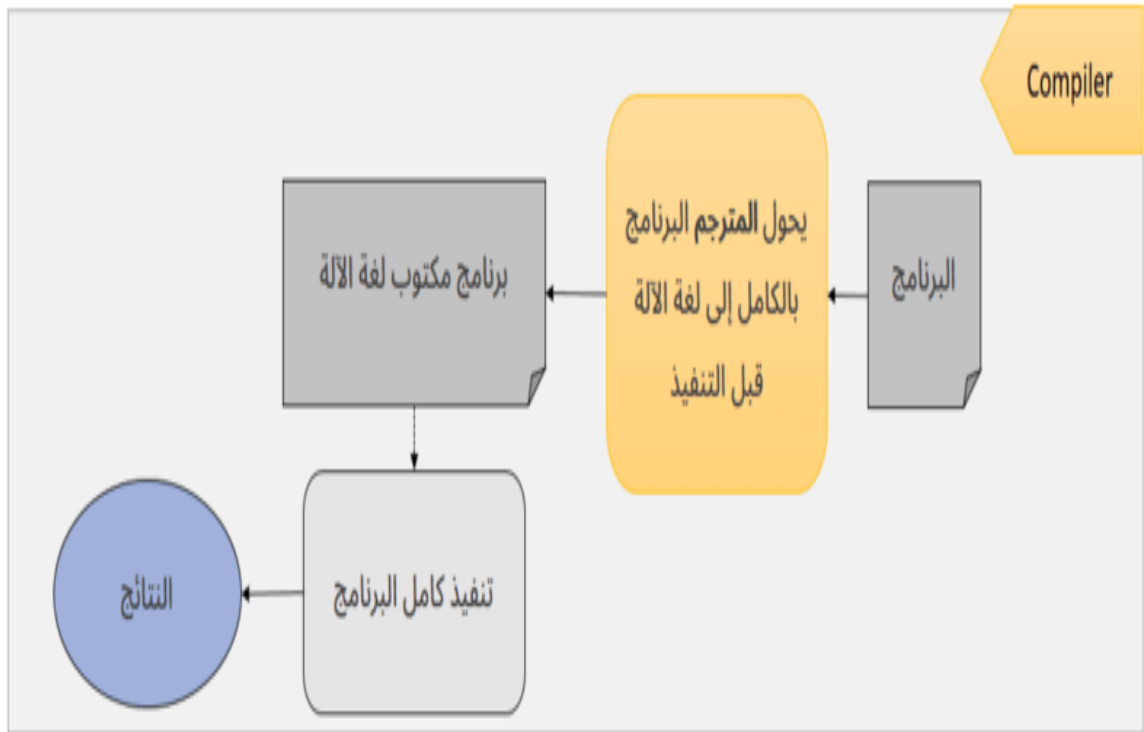 Compiler
البرنامج
يحول المترجم البرنامج
بالكامل إلى لغة الآلة
قبل التنفيذ
برنامج مكتوب لغة الآلة
تنفيذ كامل البرنامج
النتائج